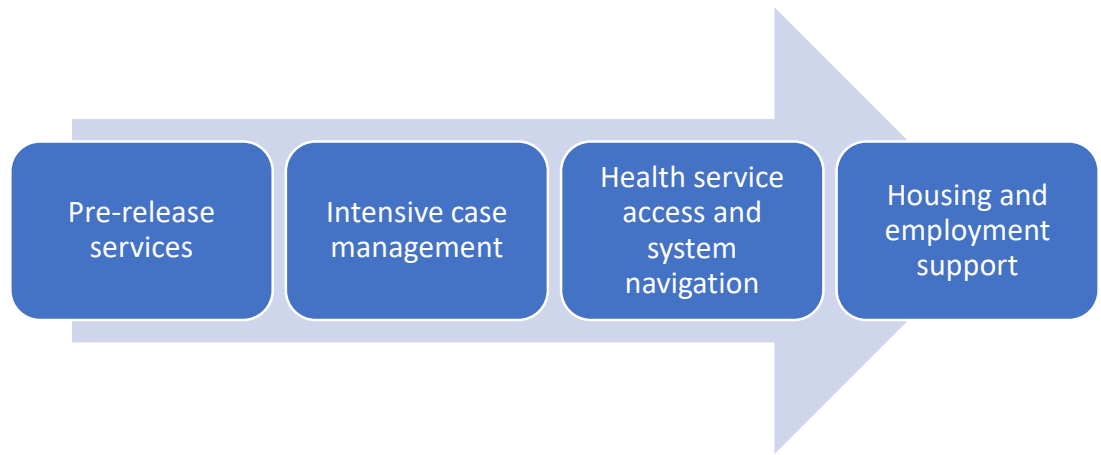 Pre-release
services
Intensive case
management
Health service
access and
system
navigation
Housing and
employment
support